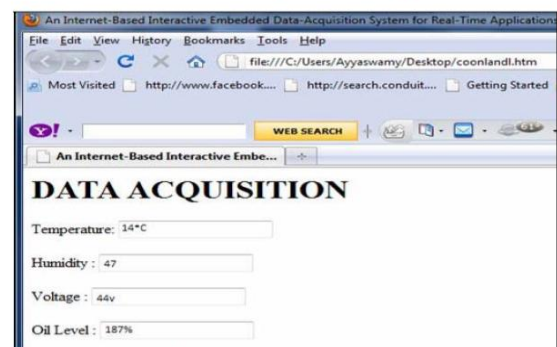 An Internet-Based Interactive Embedded Data-Acquisition System for Real-Time Applications
File Edit View History Bookmarks Tools Help
file:///C:/Users/Ayyaswamy/Desktop/coonlandl.htm
Most Visited http://www.facebook.... http://search.conduit.... Getting Started
Y! WEB SEARCH
An Internet-Based Interactive Embe...
DATA ACQUISITION
Temperature: 14*C
Humidity : 47
Voltage : 44v
Oil Level : 187%